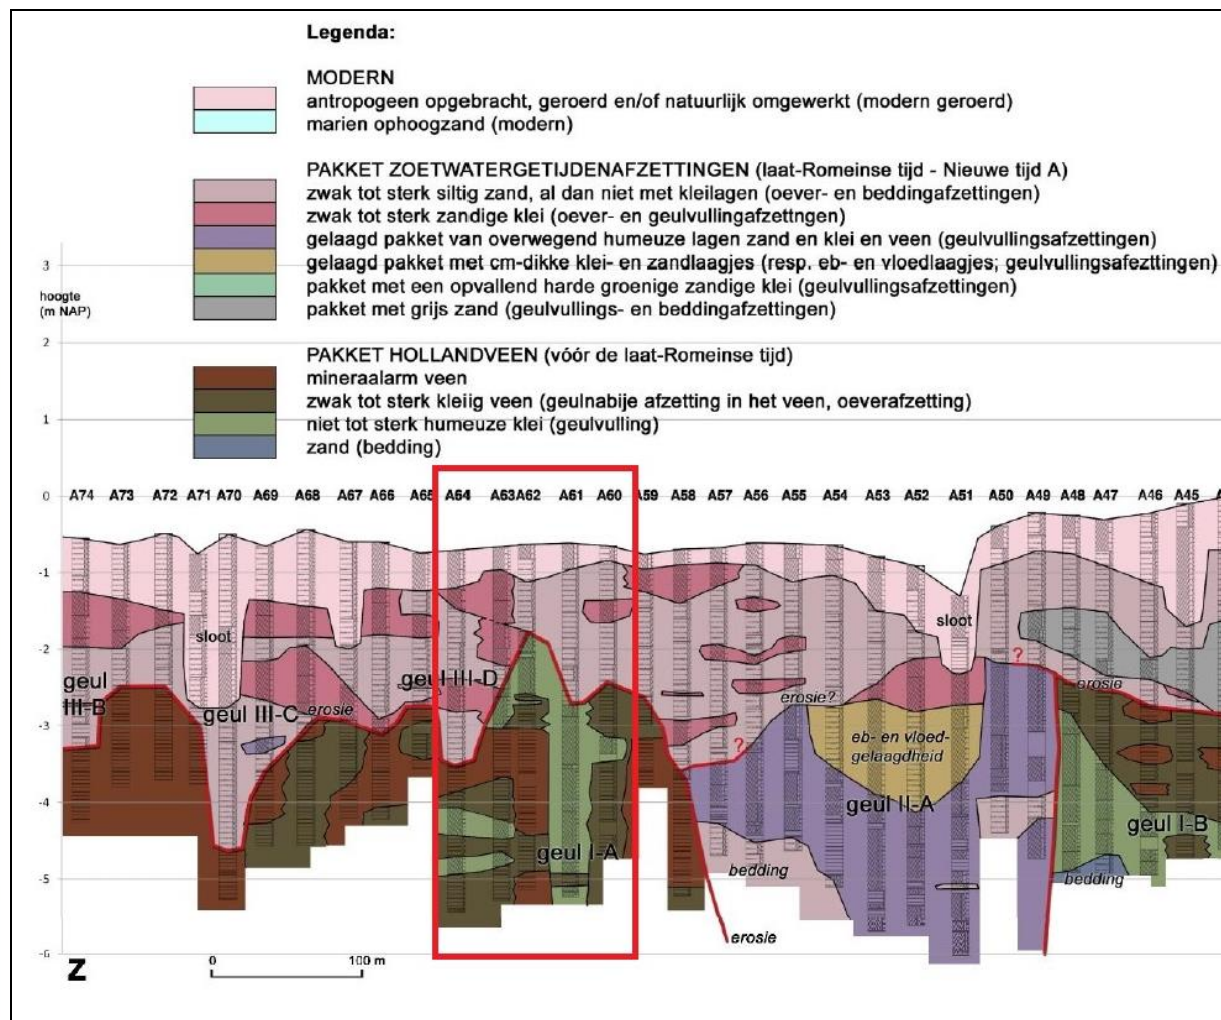 Legenda:
MODERN
antropogeen opgebracht, geroerd en/of natuurlijk omgewerkt (modern geroerd)
marien ophoogzand (modern)
PAKKET ZOETWATERGETIJDENAFZETTINGEN (laat-Romeinse tijd - Nieuwe tijd A)
zwak tot sterk siltig zand, al dan niet met kleilagen (oever- en beddingafzettingen)
zwak tot sterk zandige klei (oever- en geulvullingafzettngen)
gelaagd pakket van overwegend humeuze lagen zand en klei en veen (geulvullingsafzettingen)
gelaagd pakket met cm-dikke klei- en zandlaagjes (resp. eb- en vloedlaagjes; geulvullingsafezttingen)
pakket met een opvallend harde groenige zandige klei (geulvullingsafzettingen)
pakket met grijs zand (geulvullings- en beddingafzettingen)
PAKKET HOLLANDVEEN (vóór de laat-Romeinse tijd)
mineraalarm veen
zwak tot sterk kleiig veen (geulnabije afzetting in het veen, oeverafzetting)
niet tot sterk humeuze klei (geulvulling)
zand (bedding)
3
hoogte
(m NAP)
2
1
0
A74 A73 A72 A71 A70 A69 A68 A67 A66 A65 A64 A63 A62 A61 A60 A59 A58 A57 A56 A55 A54 A53 A52 A51 A50 A49 A48 A47 A46 A45
-1
sloot
sloot
-2
?
geul
III-B
geul III-C
erosie
geul III-D
erosie?
erosie
-3
?
eb- en vloed-
gelaagdheid
-4
geul II-A
geul I-B
geul I-A
-5
bedding
bedding
erosie
-6
Z
0
100 m